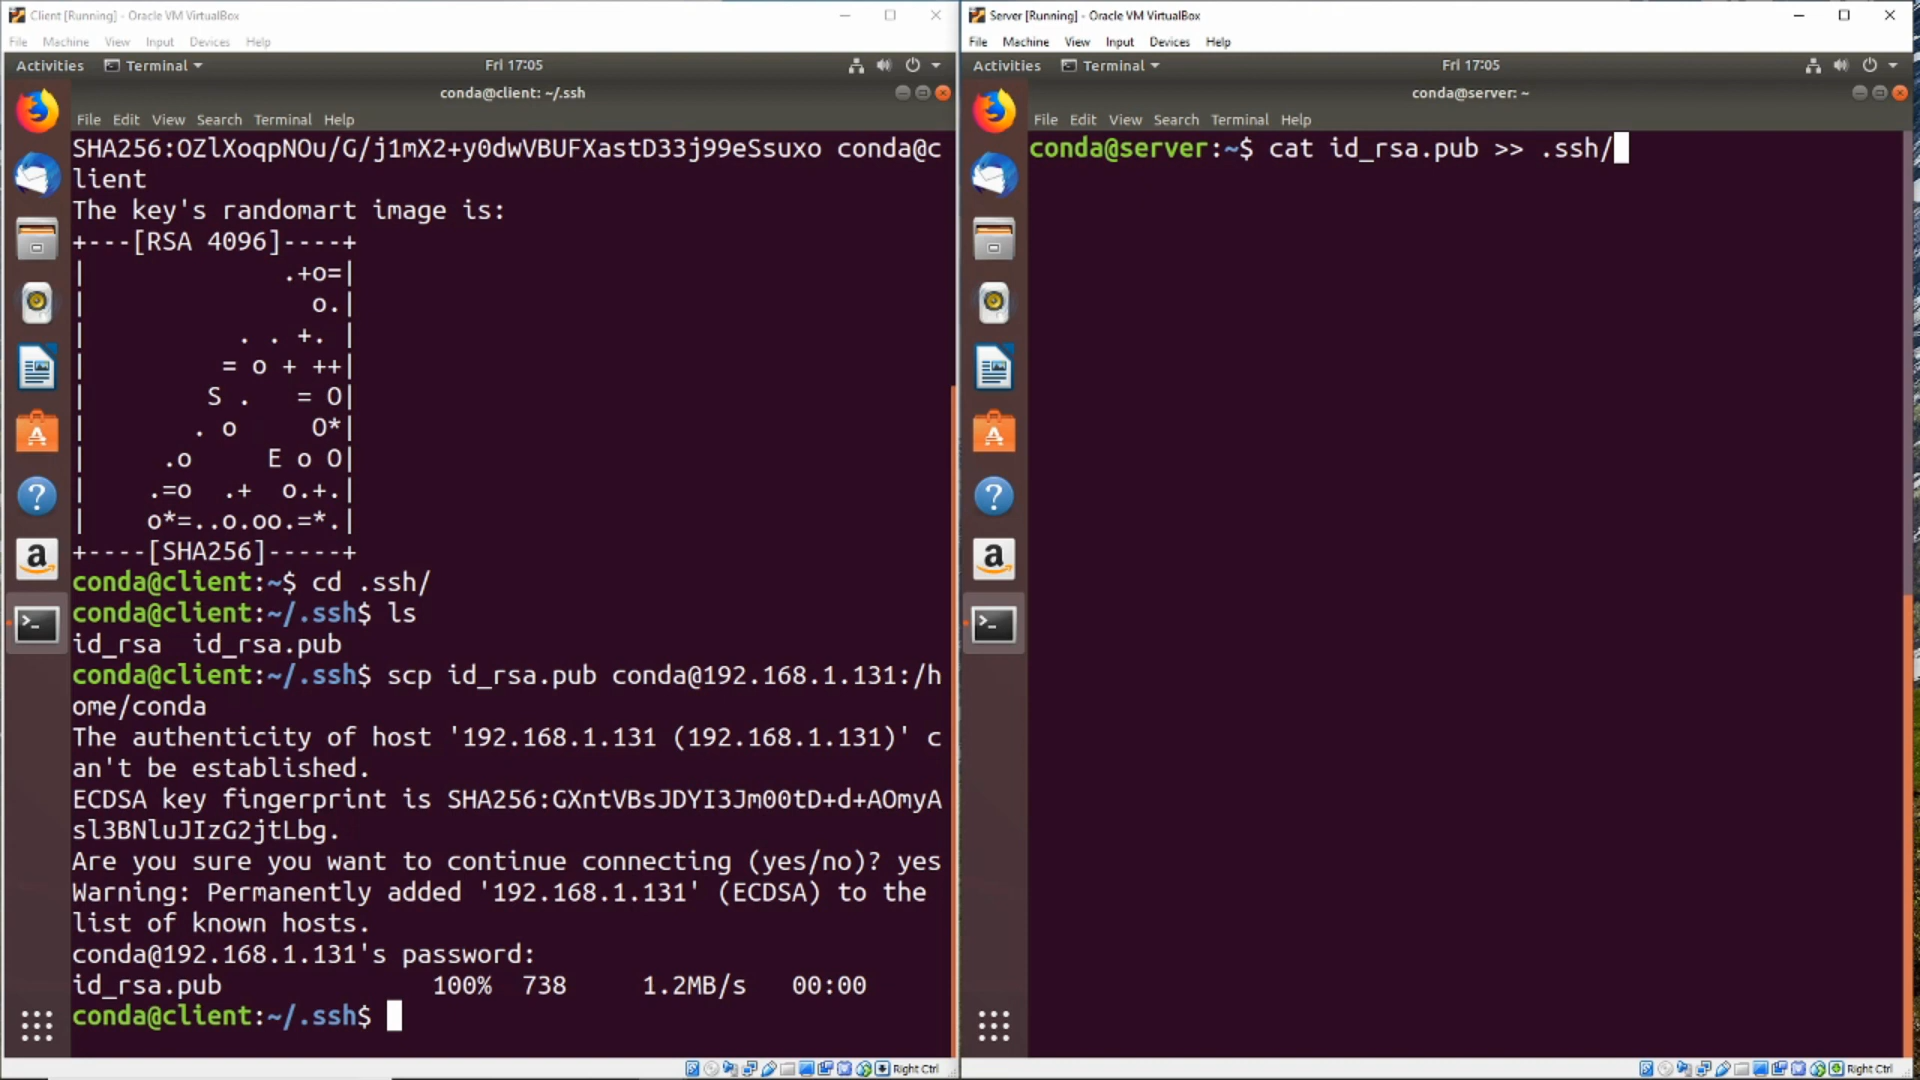 Client [Running] - Oracle VM VirtualBox
File Machine View Input Devices Help
Activities Terminal Fri 17:05
conda@client: ~/.ssh
File Edit View Search Terminal Help
SHA256:OZlXoqpNOu/G/j1mX2+y0dwVBUFXastD33j99eSsuxo conda@c
lient
The key's randomart image is:
+---[RSA 4096]----+
|              .+o=|
|                o.|
|           . . +. |
|          = o + ++|
|         S .   = O|
|        . o     O*|
|      .o     E o O|
|     .=o  .+  o.+.|
|     o*=..o.oo.=*.|
+----[SHA256]-----+
conda@client:~$ cd .ssh/
conda@client:~/.ssh$ ls
id_rsa  id_rsa.pub
conda@client:~/.ssh$ scp id_rsa.pub conda@192.168.1.131:/h
ome/conda
The authenticity of host '192.168.1.131 (192.168.1.131)' c
an't be established.
ECDSA key fingerprint is SHA256:GXntVBsJDYI3Jm00tD+d+AOmyA
sl3BNluJIzG2jtLbg.
Are you sure you want to continue connecting (yes/no)? yes
Warning: Permanently added '192.168.1.131' (ECDSA) to the
list of known hosts.
conda@192.168.1.131's password:
id_rsa.pub 100% 738 1.2MB/s 00:00
conda@client:~/.ssh$
Right Ctrl
Server [Running] - Oracle VM VirtualBox
File Machine View Input Devices Help
Activities Terminal Fri 17:05
conda@server: ~
File Edit View Search Terminal Help
conda@server:~$ cat id_rsa.pub >> .ssh/
Right Ctrl